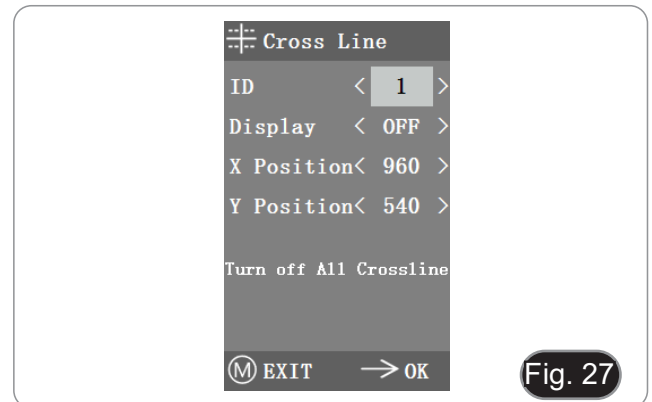 Cross Line
ID < 1 >
Display < OFF >
X Position< 960 >
Y Position< 540 >
Turn off All Crossline
M EXIT → OK
Fig. 27